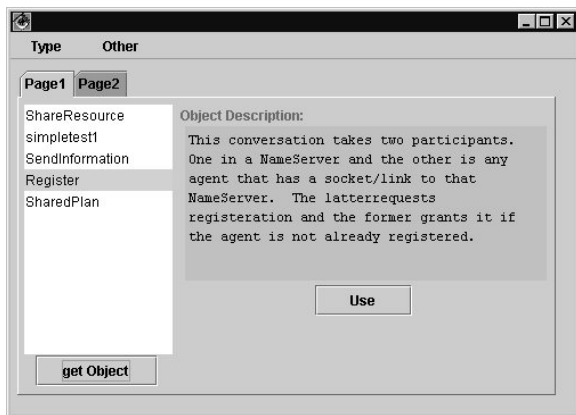 Type Other
Page1 Page2
ShareResource
simpletest1
SendInformation
Register
SharedPlan
get Object
Object Description:
This conversation takes two participants.
One in a NameServer and the other is any
agent that has a socket/link to that
NameServer. The latterrequests
registeration and the former grants it if
the agent is not already registered.
Use